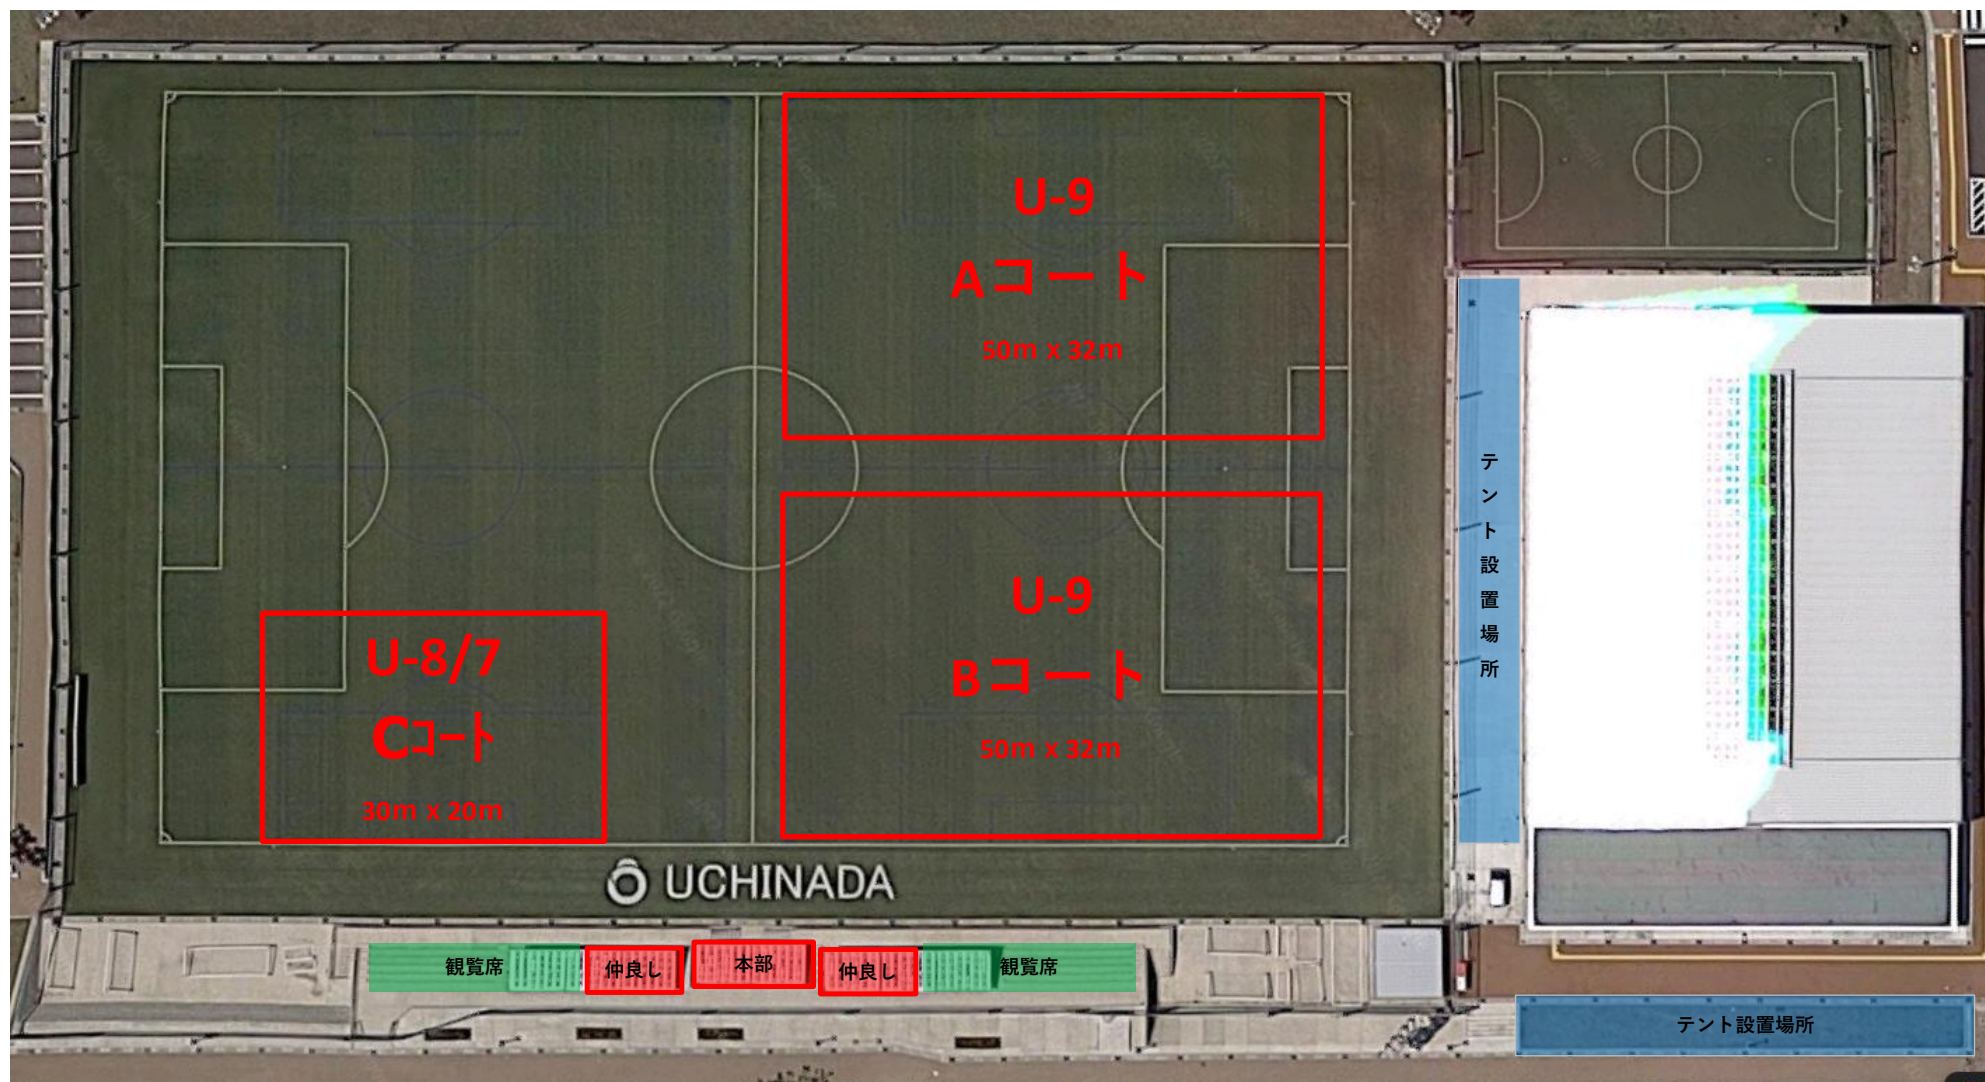 U-9
Aコート
50m x 32m
U-9
Bコート
50m x 32m
U-8/7
Cコート
30m x 20m
テント設置場所
UCHINADA
観覧席
仲良し
本部
仲良し
観覧席
テント設置場所